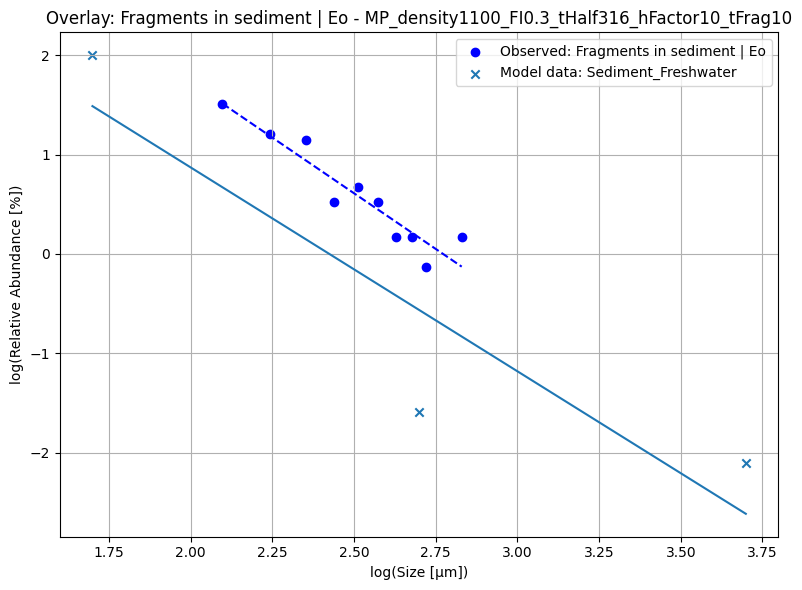 Overlay: Fragments in sediment | Eo - MP_density1100_FI0.3_tHalf316_hFactor10_tFrag10
Observed: Fragments in sediment | Eo
Model data: Sediment_Freshwater
log(Relative Abundance [%])
2
1
0
−1
−2
1.75 2.00 2.25 2.50 2.75 3.00 3.25 3.50 3.75
log(Size [µm])